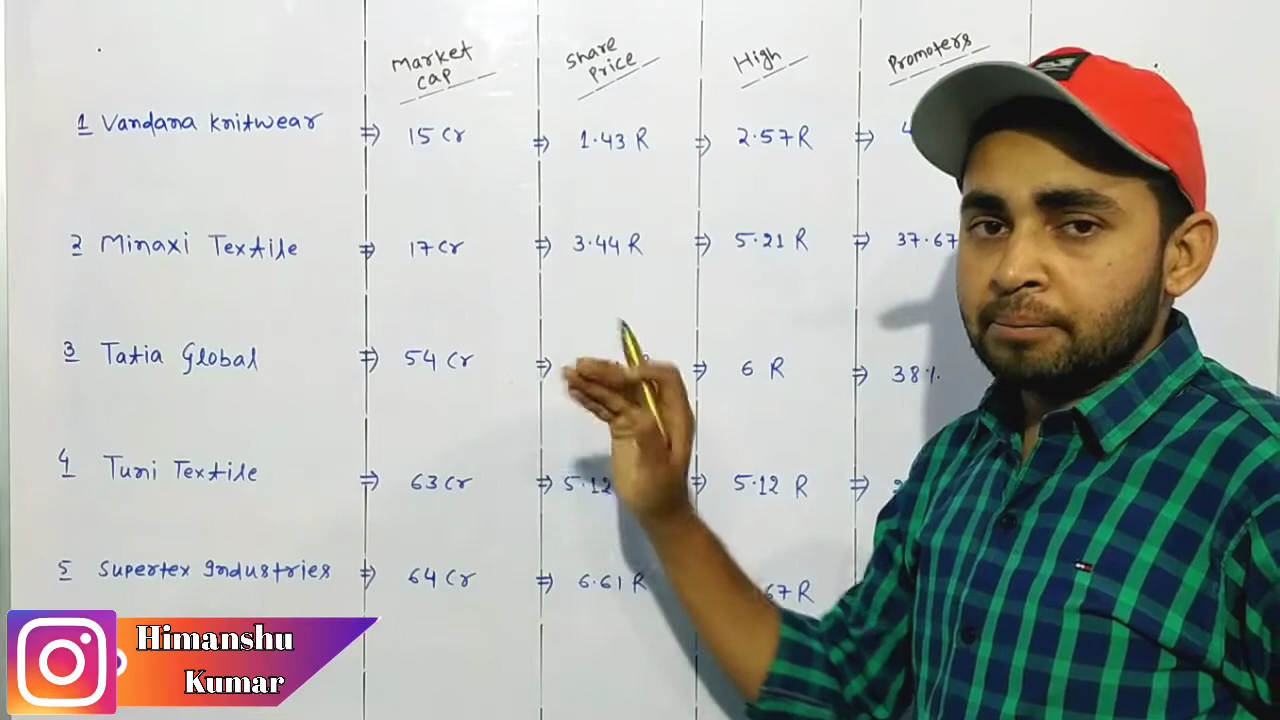 Market cap Share Price High Promoters
1 Vandana Knitwear ⇒ 15 Cr ⇒ 1.43 R ⇒ 2.57 R ⇒
2 Minaxi Textile ⇒ 17 Cr ⇒ 3.44 R ⇒ 5.21 R ⇒ 37.67
3 Tatia Global ⇒ 54 Cr ⇒ ⇒ 6 R ⇒ 38%
4 Tuni Textile ⇒ 63 Cr ⇒ 5.12 ⇒ 5.12 R ⇒
5 Supertex Industries ⇒ 64 Cr ⇒ 6.61 R 67 R
Himanshu
Kumar